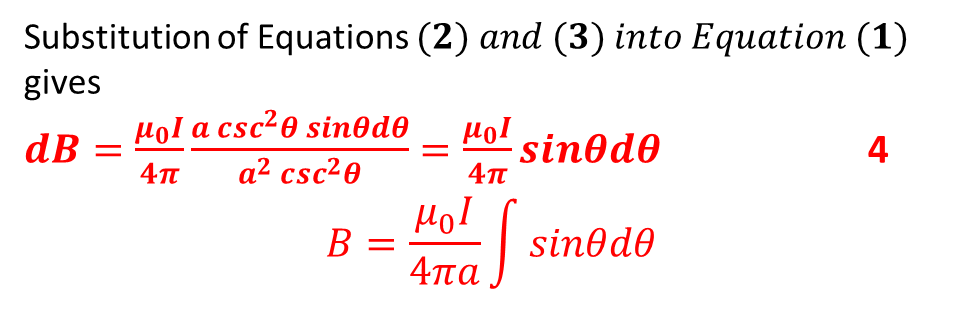 Substitution of Equations (2) and (3) into Equation (1)
gives
dB = μ₀I/4π a csc²θ sinθdθ/a² csc²θ = μ₀I/4π sinθdθ 4
B = μ₀I/4πa ∫ sinθdθ